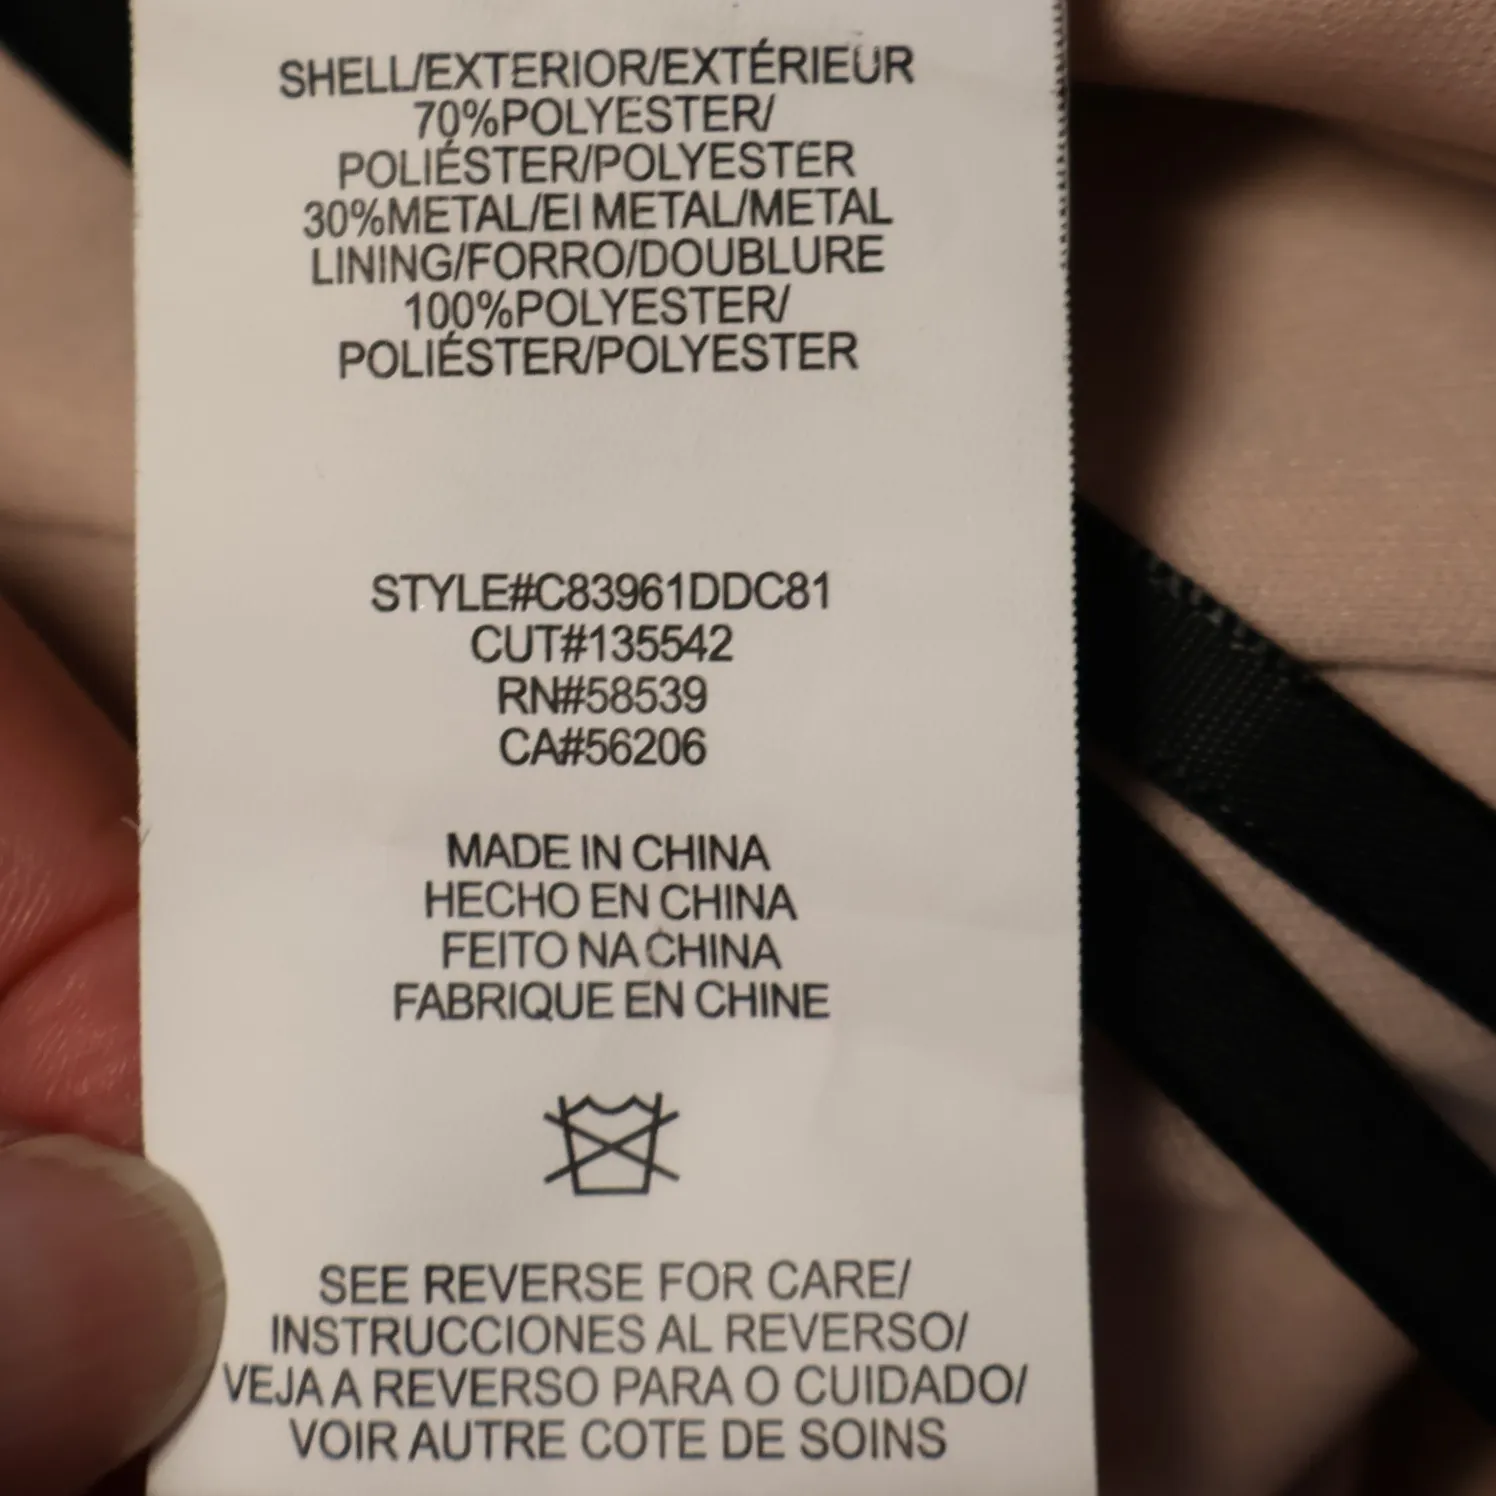 SHELL/EXTERIOR/EXTÉRIEUR
70%POLYESTER/
POLIÉSTER/POLYESTER
30%METAL/EI METAL/METAL
LINING/FORRO/DOUBLURE
100%POLYESTER/
POLIÉSTER/POLYESTER
STYLE#C83961DDC81
CUT#135542
RN#58539
CA#56206
MADE IN CHINA
HECHO EN CHINA
FEITO NA CHINA
FABRIQUE EN CHINE
SEE REVERSE FOR CARE/
INSTRUCCIONES AL REVERSO/
VEJA A REVERSO PARA O CUIDADO/
VOIR AUTRE COTE DE SOINS